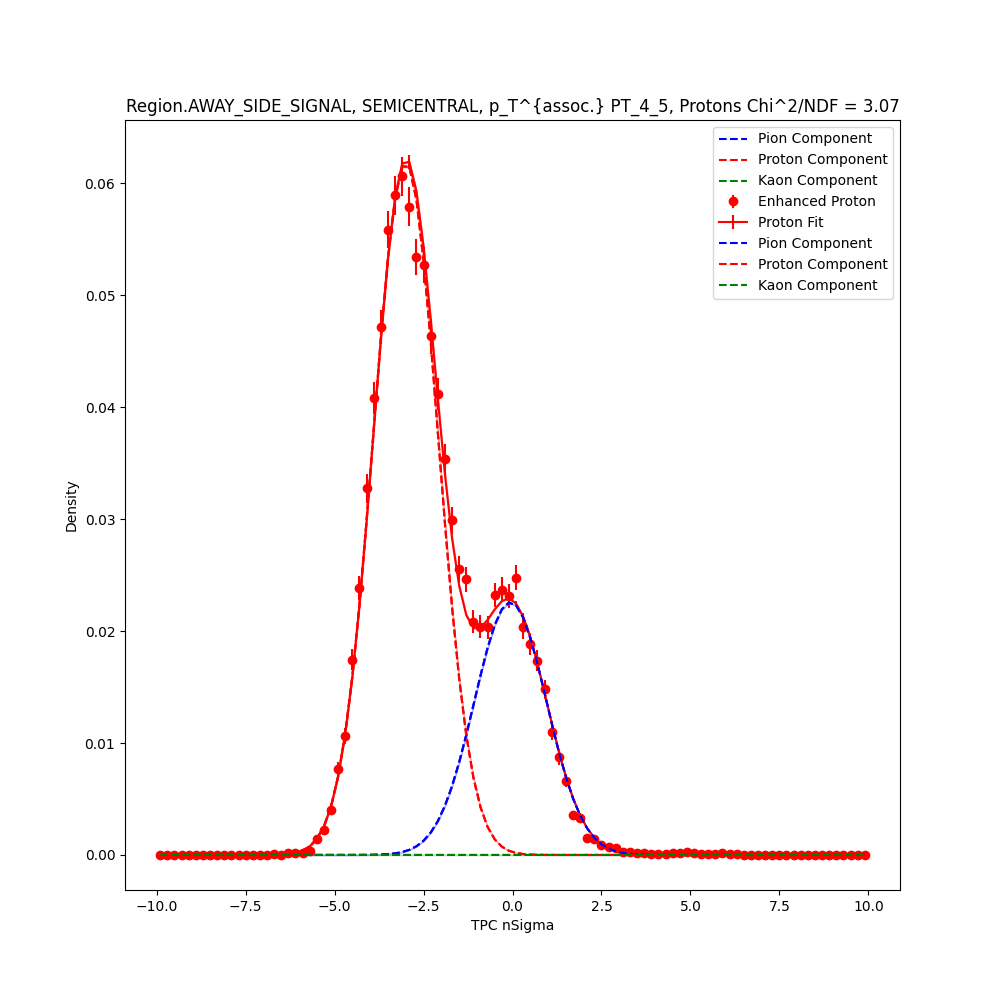 Region.AWAY_SIDE_SIGNAL, SEMICENTRAL, p_T^{assoc.} PT_4_5, Protons Chi^2/NDF = 3.07
Pion Component
Proton Component
Kaon Component
Enhanced Proton
Proton Fit
Pion Component
Proton Component
Kaon Component
0.06
0.05
0.04
0.03
0.02
0.01
0.00
Density
−10.0 −7.5 −5.0 −2.5 0.0 2.5 5.0 7.5 10.0
TPC nSigma